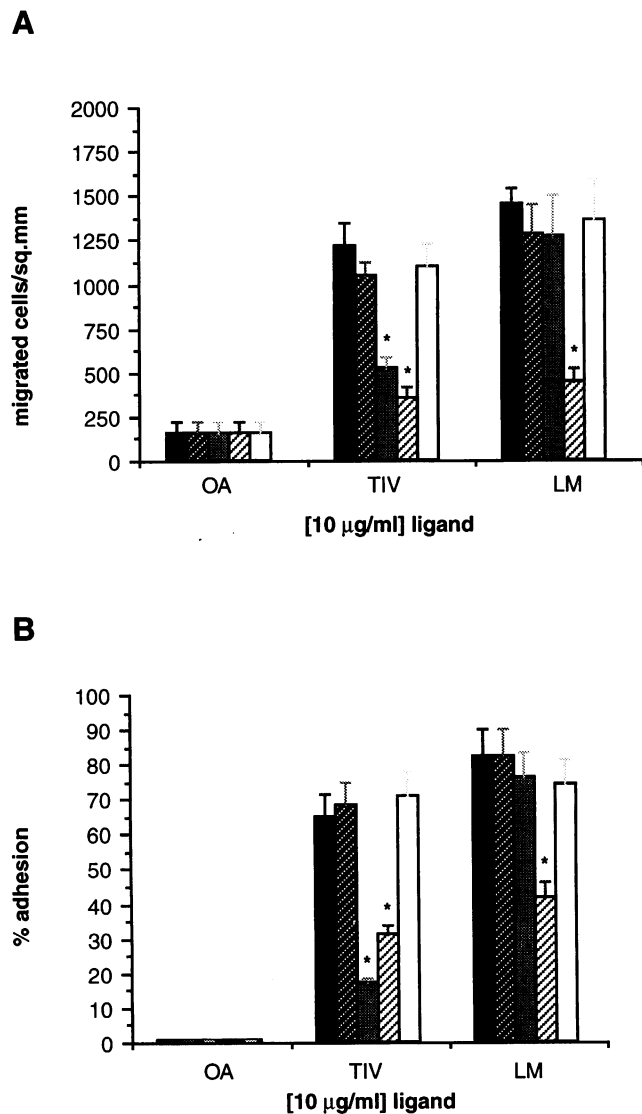 A
2000
1750
1500
1250
1000
750
500
250
0
migrated cells/sq.mm
* * *
OA TIV LM
[10 µg/ml] ligand
B
100
90
80
70
60
50
40
30
20
10
0
% adhesion
* * *
OA TIV LM
[10 µg/ml] ligand